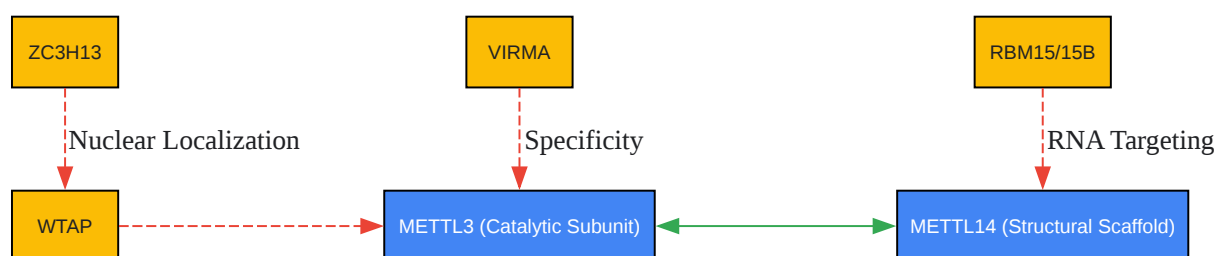 ZC3H13
VIRMA
RBM15/15B
Nuclear Localization
Specificity
RNA Targeting
WTAP
METTL3 (Catalytic Subunit)
METTL14 (Structural Scaffold)